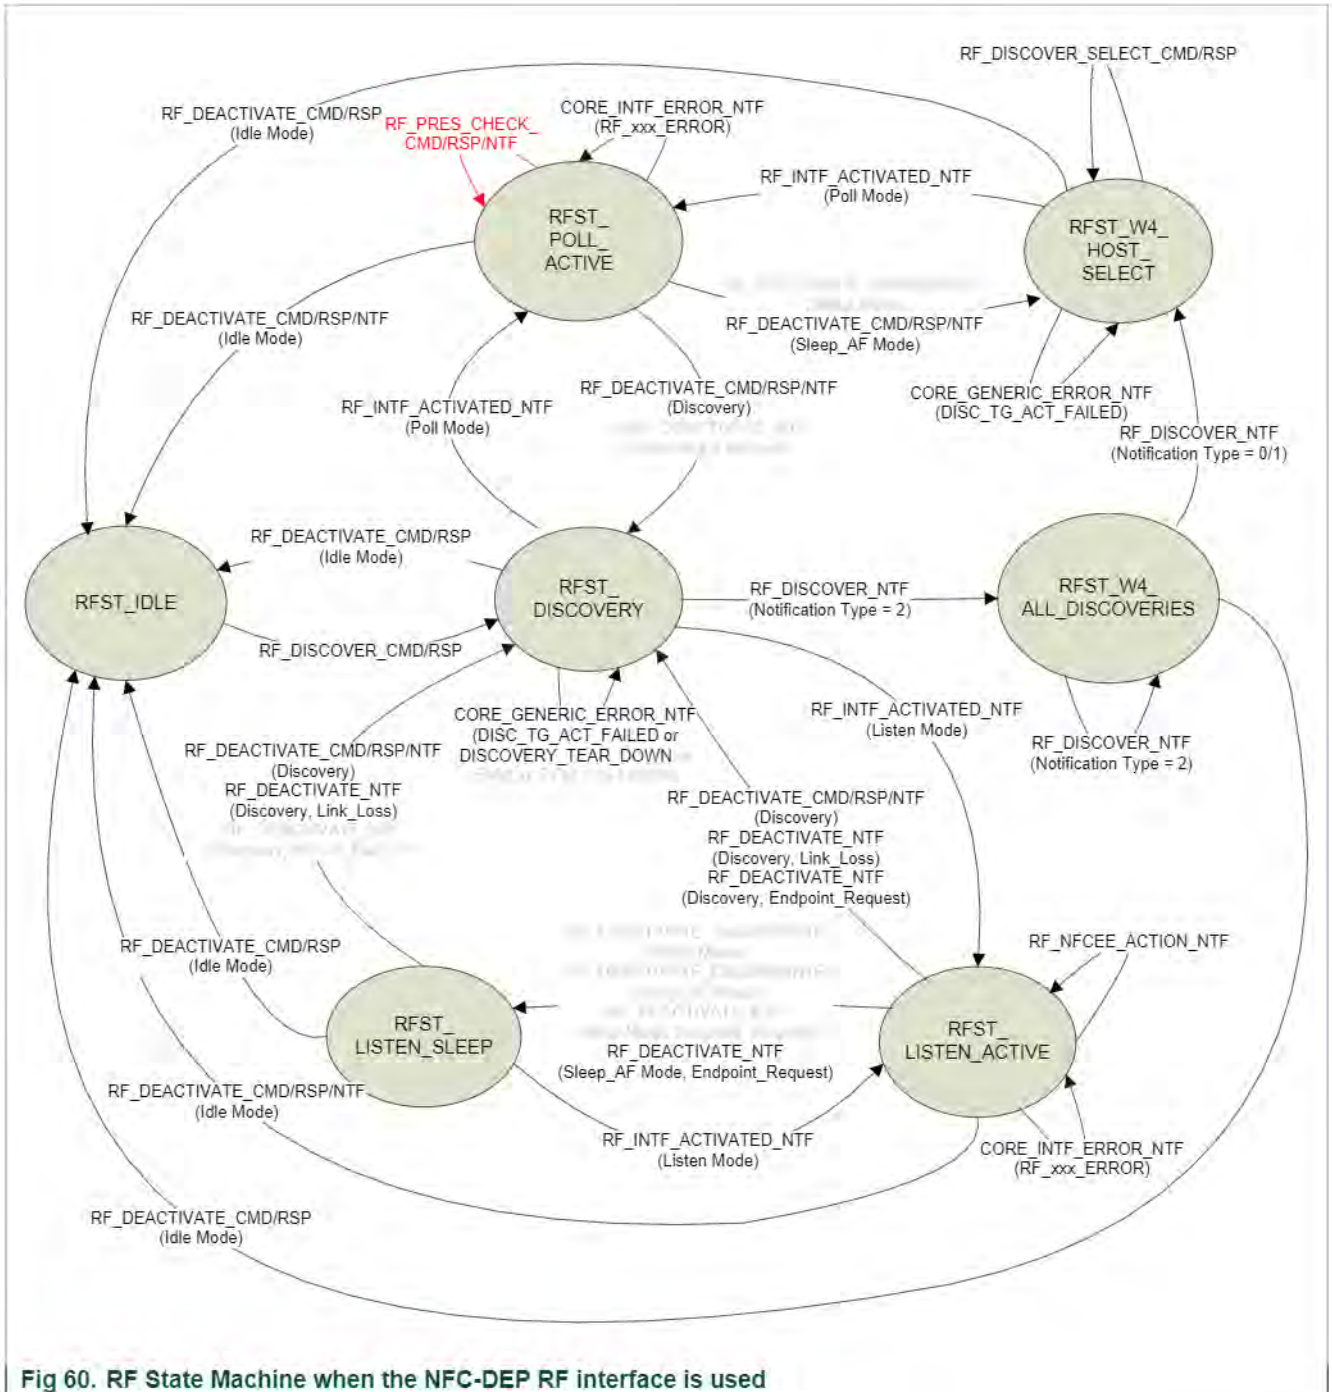 RF_DISCOVER_SELECT_CMD/RSP
RF_DEACTIVATE_CMD/RSP
(Idle Mode)
RF_PRES_CHECK_
CMD/RSP/NTF
CORE_INTF_ERROR_NTF
(RF_xxx_ERROR)
RF_INTF_ACTIVATED_NTF
(Poll Mode)
RFST_
POLL_
ACTIVE
RFST_W4_
HOST_
SELECT
RF_DEACTIVATE_CMD/RSP/NTF
(Idle Mode)
RF_DEACTIVATE_CMD/RSP/NTF
(Sleep_AF Mode)
RF_INTF_ACTIVATED_NTF
(Poll Mode)
RF_DEACTIVATE_CMD/RSP/NTF
(Discovery)
CORE_GENERIC_ERROR_NTF
(DISC_TG_ACT_FAILED)
RF_DISCOVER_NTF
(Notification Type = 0/1)
RF_DEACTIVATE_CMD/RSP
(Idle Mode)
RFST_IDLE
RFST_
DISCOVERY
RF_DISCOVER_NTF
(Notification Type = 2)
RFST_W4_
ALL_DISCOVERIES
RF_DISCOVER_CMD/RSP
CORE_GENERIC_ERROR_NTF
(DISC_TG_ACT_FAILED or
DISCOVERY_TEAR_DOWN
RF_INTF_ACTIVATED_NTF
(Listen Mode)
RF_DISCOVER_NTF
(Notification Type = 2)
RF_DEACTIVATE_CMD/RSP/NTF
(Discovery)
RF_DEACTIVATE_NTF
(Discovery, Link_Loss)
RF_DEACTIVATE_CMD/RSP/NTF
(Discovery)
RF_DEACTIVATE_NTF
(Discovery, Link_Loss)
RF_DEACTIVATE_NTF
(Discovery, Endpoint_Request)
RF_DEACTIVATE_CMD/RSP
(Idle Mode)
RF_NFCEE_ACTION_NTF
RFST_
LISTEN_SLEEP
RFST_
LISTEN_ACTIVE
RF_DEACTIVATE_NTF
(Sleep_AF Mode, Endpoint_Request)
RF_DEACTIVATE_CMD/RSP/NTF
(Idle Mode)
RF_INTF_ACTIVATED_NTF
(Listen Mode)
CORE_INTF_ERROR_NTF
(RF_xxx_ERROR)
RF_DEACTIVATE_CMD/RSP
(Idle Mode)
Fig 60. RF State Machine when the NFC-DEP RF interface is used